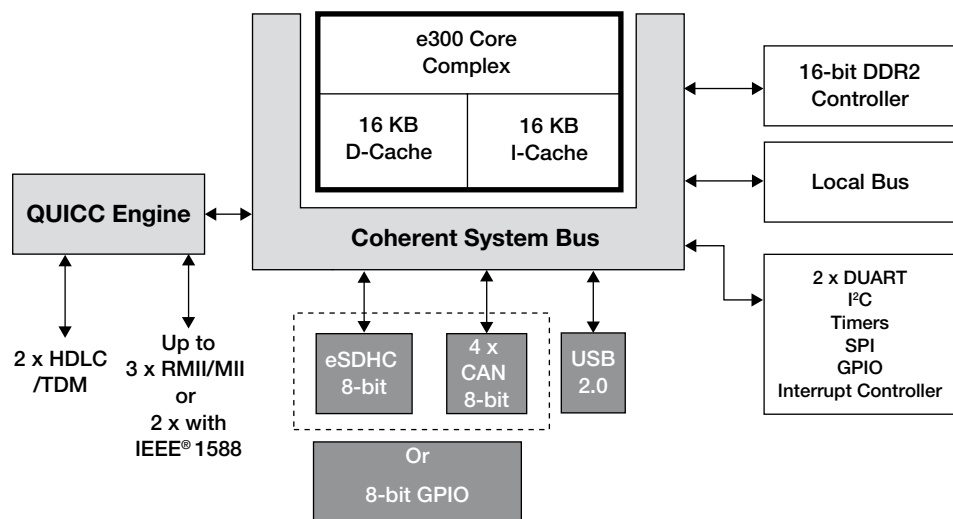 e300 Core
Complex
16 KB
D-Cache
16 KB
I-Cache
16-bit DDR2
Controller
Local Bus
QUICC Engine
Coherent System Bus
2 x DUART
I²C
Timers
SPI
GPIO
Interrupt Controller
2 x HDLC
/TDM
Up to
3 x RMII/MII
or
2 x with
IEEE® 1588
eSDHC
8-bit
4 x
CAN
8-bit
USB
2.0
Or
8-bit GPIO